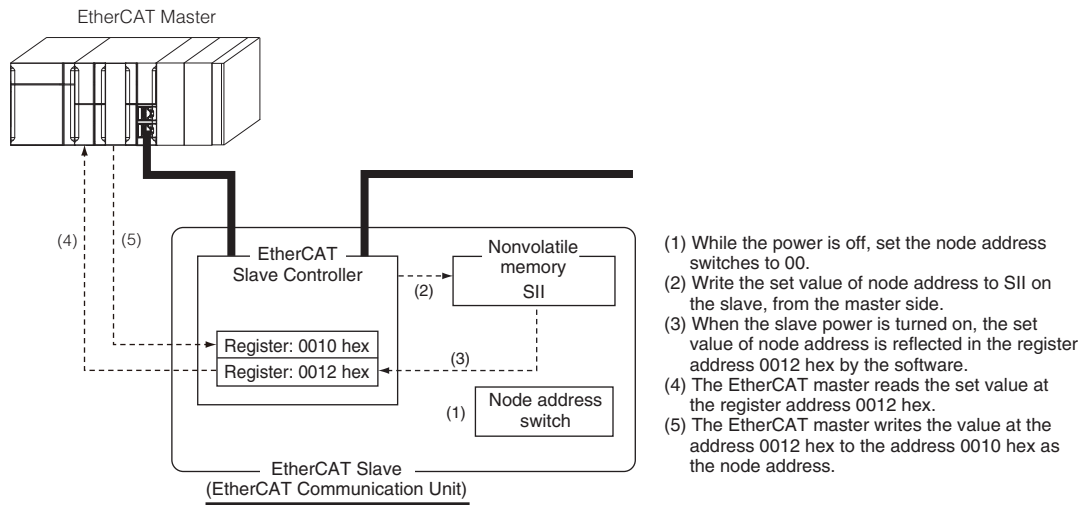 EtherCAT Master
(4)
(5)
EtherCAT
Slave Controller
(2)
Nonvolatile
memory
SII
Register: 0010 hex
Register: 0012 hex
(3)
(1)
Node address
switch
EtherCAT Slave
(EtherCAT Communication Unit)
(1) While the power is off, set the node address
switches to 00.
(2) Write the set value of node address to SII on
the slave, from the master side.
(3) When the slave power is turned on, the set
value of node address is reflected in the register
address 0012 hex by the software.
(4) The EtherCAT master reads the set value at
the register address 0012 hex.
(5) The EtherCAT master writes the value at the
address 0012 hex to the address 0010 hex as
the node address.